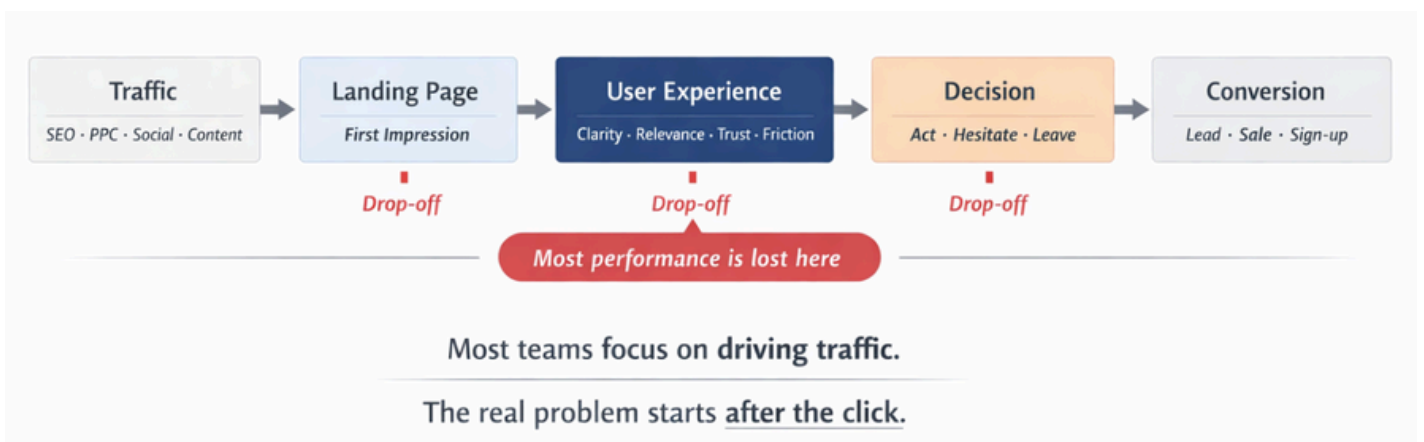 Traffic
SEO · PPC · Social · Content
Landing Page
First Impression
User Experience
Clarity · Relevance · Trust · Friction
Decision
Act · Hesitate · Leave
Conversion
Lead · Sale · Sign-up
Drop-off
Drop-off
Drop-off
Most performance is lost here
Most teams focus on driving traffic.
The real problem starts after the click.